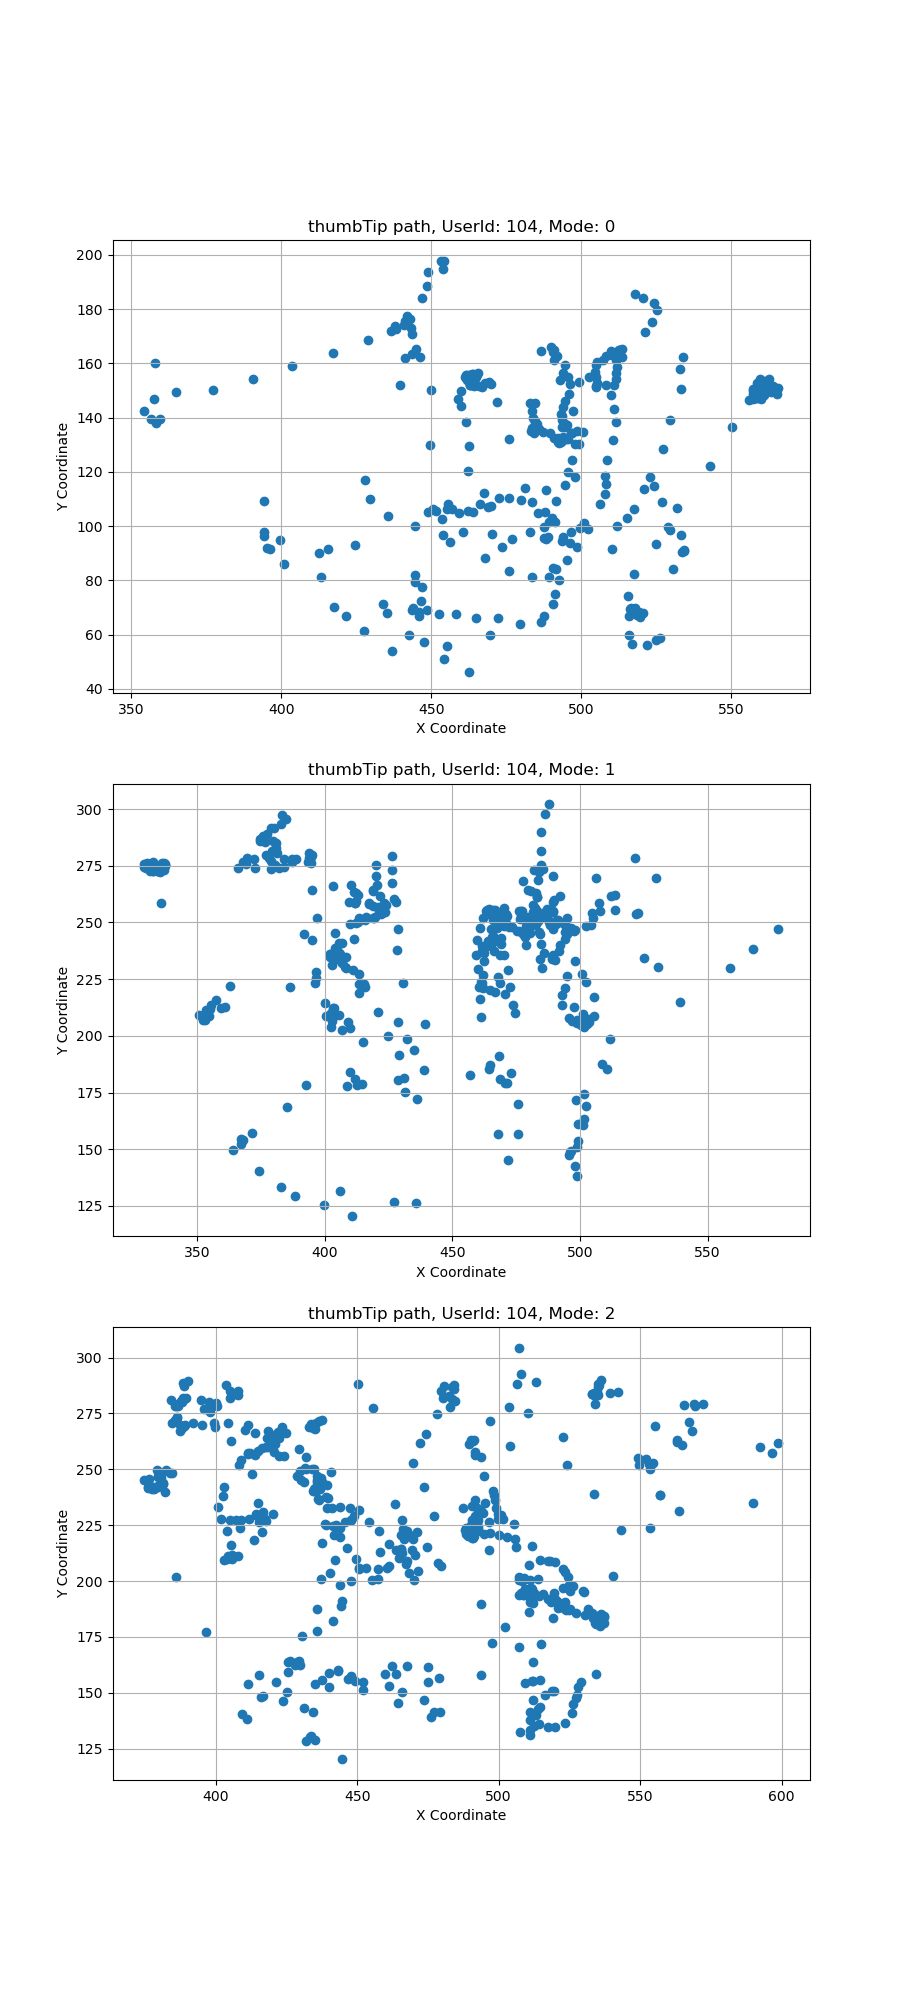 thumbTip path, UserId: 104, Mode: 0
200
180
160
140
120
100
80
60
40
Y Coordinate
350 400 450 500 550
X Coordinate
thumbTip path, UserId: 104, Mode: 1
300
275
250
225
200
175
150
125
Y Coordinate
350 400 450 500 550
X Coordinate
thumbTip path, UserId: 104, Mode: 2
300
275
250
225
200
175
150
125
Y Coordinate
400 450 500 550 600
X Coordinate